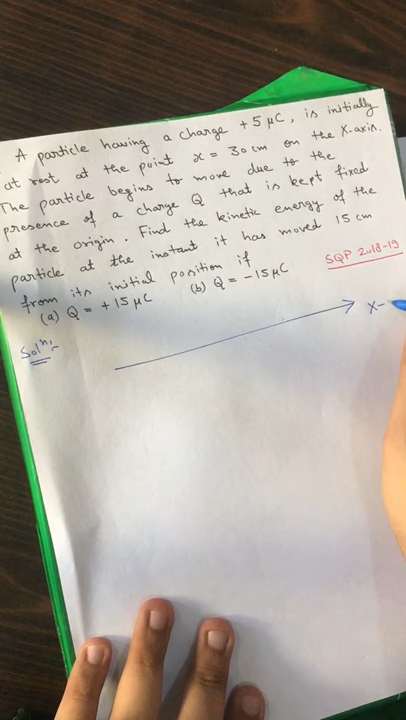 A particle having a charge +5 μC, is initially
at rest at the point x = 30 cm on the X-axis.
The particle begins to move due to the
presence of a charge Q that is kept fixed
at the origin. Find the kinetic energy of the
particle at the instant it has moved 15 cm
from its initial position if
SQP 2018-19
(a) Q = +15 μC (b) Q = -15 μC
Solⁿ:-
X-